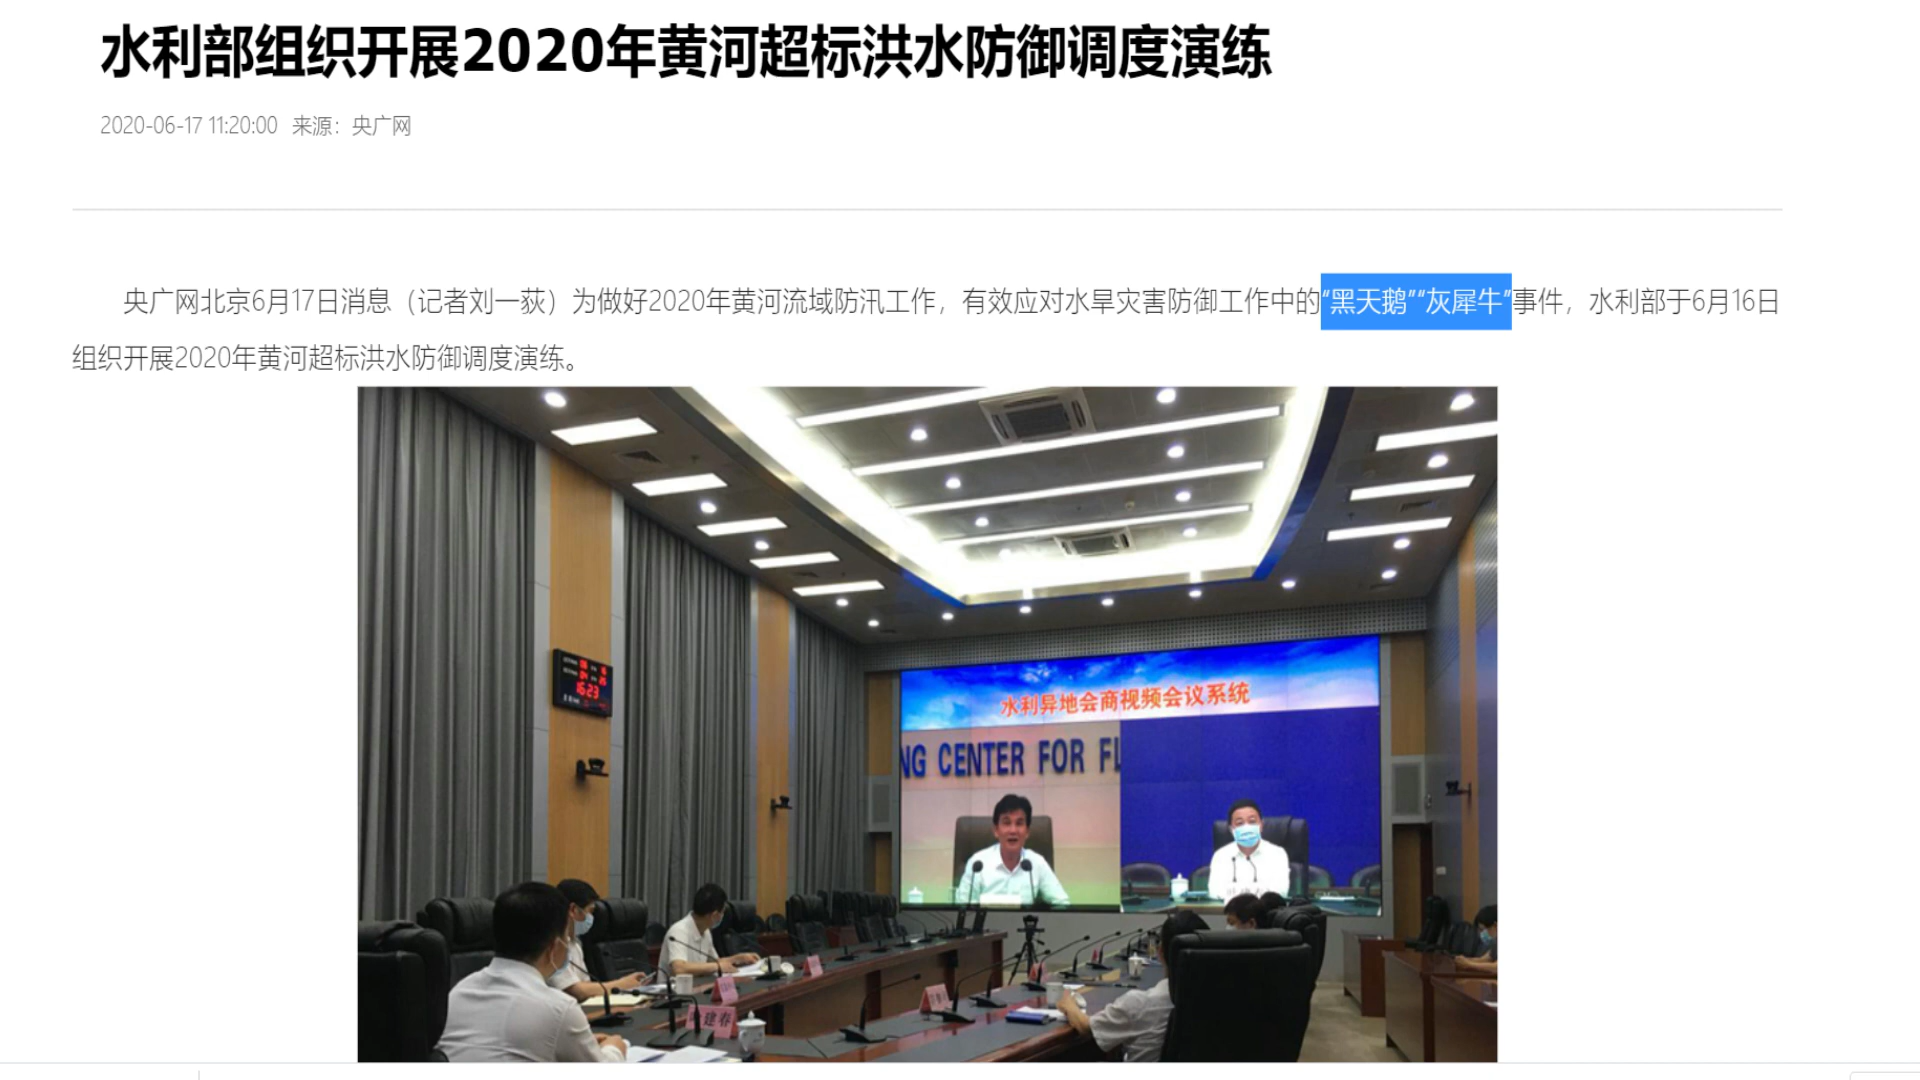 水利部组织开展2020年黄河超标洪水防御调度演练
2020-06-17 11:20:00 来源：央广网
央广网北京6月17日消息（记者刘一荻）为做好2020年黄河流域防汛工作，有效应对水旱灾害防御工作中的“黑天鹅”“灰犀牛”事件，水利部于6月16日
组织开展2020年黄河超标洪水防御调度演练。
水利异地会商视频会议系统
NG CENTER FOR FL
16:23
建春